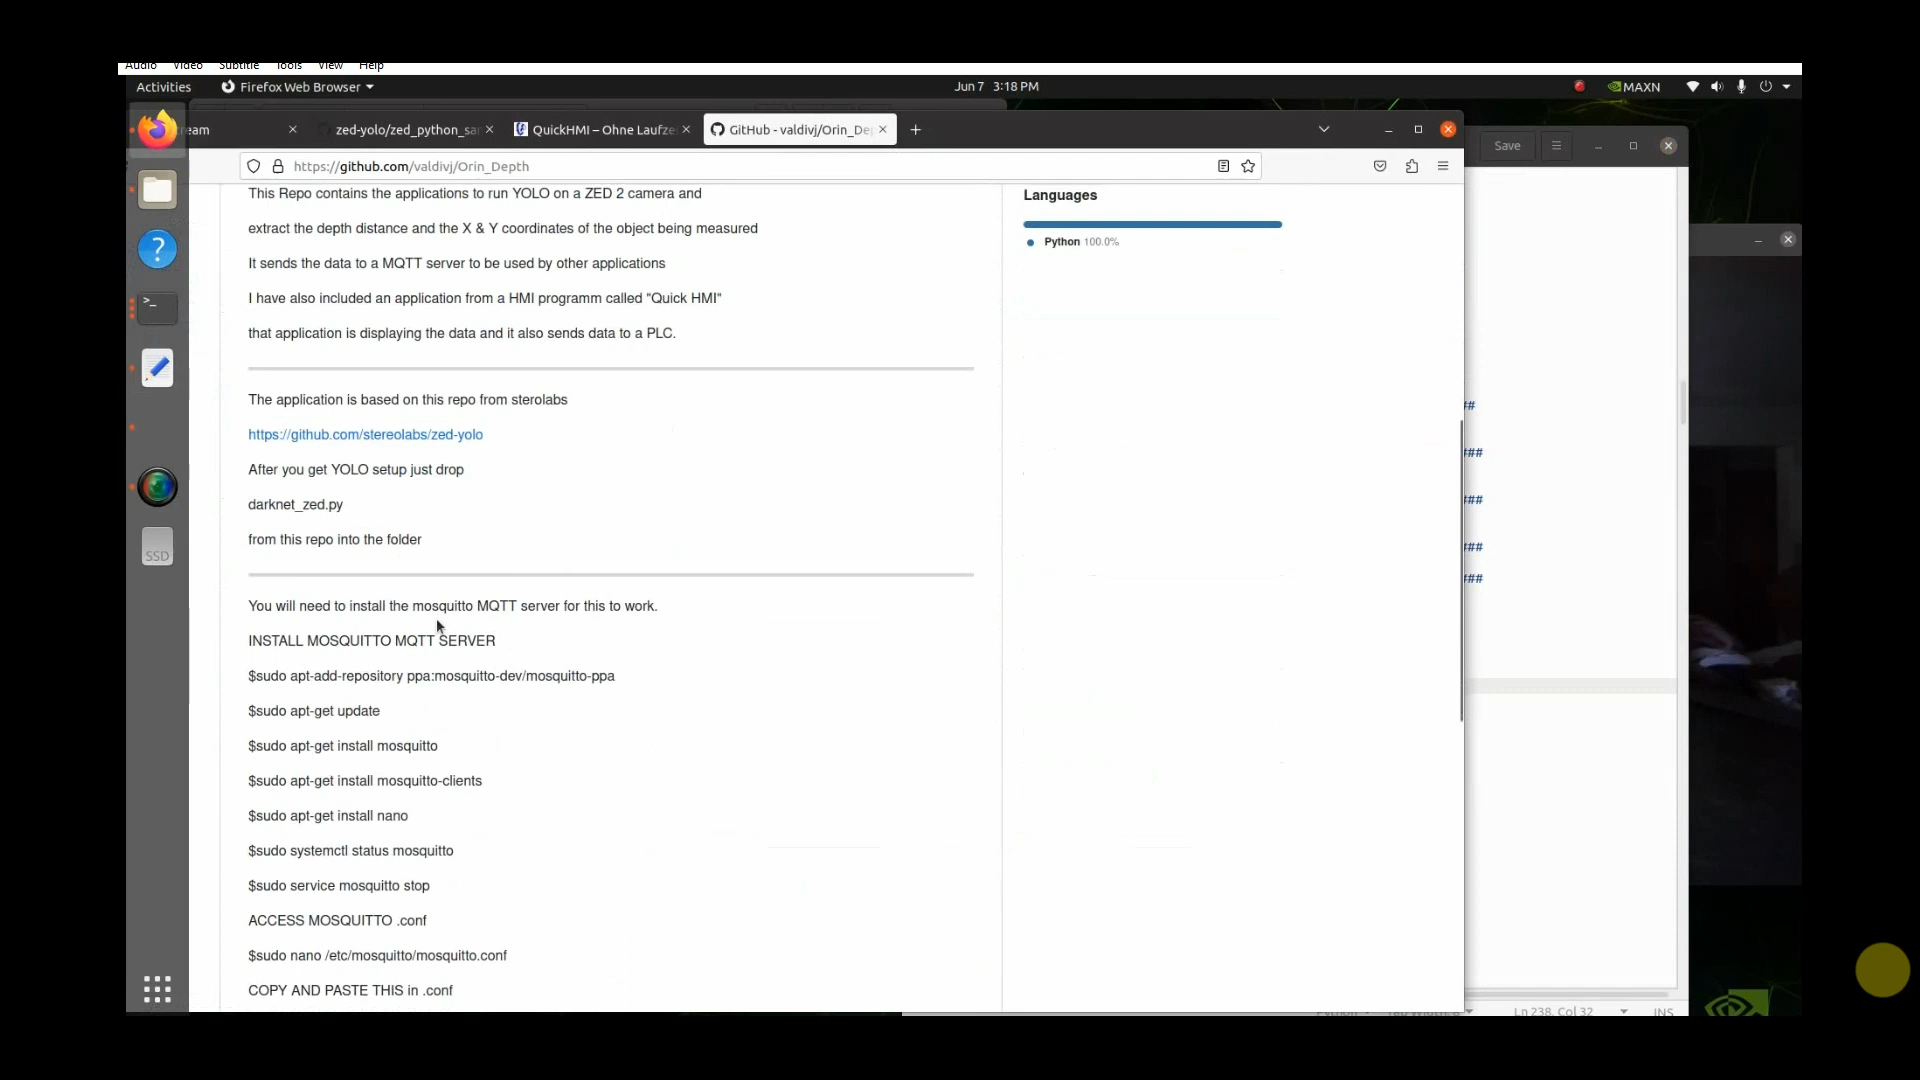 Audio Video Subtitle Tools View Help
Activities Firefox Web Browser Jun 7 3:18 PM MAXN
ream zed-yolo/zed_python_sa QuickHMI – Ohne Laufze GitHub - valdivj/Orin_De
Save
https://github.com/valdivj/Orin_Depth
This Repo contains the applications to run YOLO on a ZED 2 camera and
extract the depth distance and the X & Y coordinates of the object being measured
It sends the data to a MQTT server to be used by other applications
I have also included an application from a HMI programm called "Quick HMI"
that application is displaying the data and it also sends data to a PLC.
The application is based on this repo from sterolabs
https://github.com/stereolabs/zed-yolo
After you get YOLO setup just drop
darknet_zed.py
from this repo into the folder
You will need to install the mosquitto MQTT server for this to work.
INSTALL MOSQUITTO MQTT SERVER
$sudo apt-add-repository ppa:mosquitto-dev/mosquitto-ppa
$sudo apt-get update
$sudo apt-get install mosquitto
$sudo apt-get install mosquitto-clients
$sudo apt-get install nano
$sudo systemctl status mosquitto
$sudo service mosquitto stop
ACCESS MOSQUITTO .conf
$sudo nano /etc/mosquitto/mosquitto.conf
COPY AND PASTE THIS in .conf
Languages
Python 100.0%
##
###
###
###
###
SSD
Ln 238, Col 32 INS